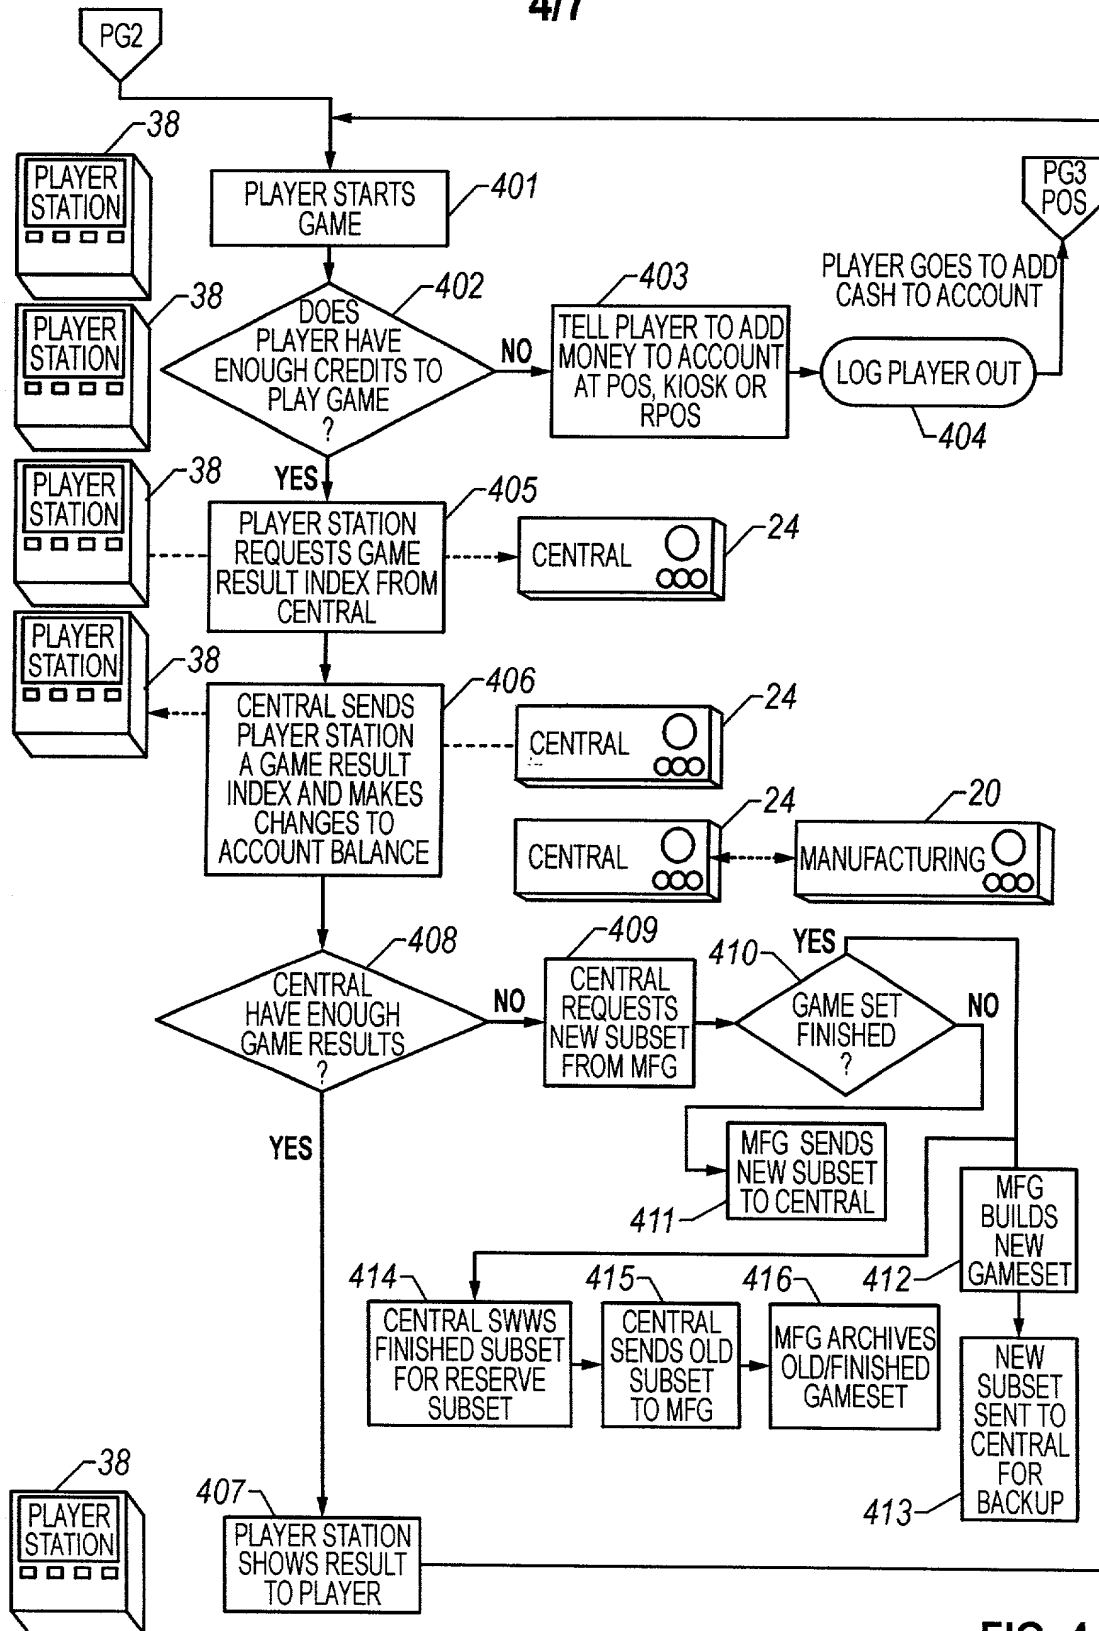 4/7
PG2
38
PLAYER
STATION
PLAYER STARTS
GAME
401
PG3
POS
38
PLAYER
STATION
DOES
PLAYER HAVE
ENOUGH CREDITS TO
PLAY GAME
?
402
NO
403
TELL PLAYER TO ADD
MONEY TO ACCOUNT
AT POS, KIOSK OR
RPOS
PLAYER GOES TO ADD
CASH TO ACCOUNT
LOG PLAYER OUT
404
YES
38
PLAYER
STATION
405
PLAYER STATION
REQUESTS GAME
RESULT INDEX FROM
CENTRAL
CENTRAL
24
PLAYER
STATION
38
406
CENTRAL SENDS
PLAYER STATION
A GAME RESULT
INDEX AND MAKES
CHANGES TO
ACCOUNT BALANCE
CENTRAL
24
CENTRAL
24
MANUFACTURING
20
408
CENTRAL
HAVE ENOUGH
GAME RESULTS
?
NO
409
CENTRAL
REQUESTS
NEW SUBSET
FROM MFG
410
YES
GAME SET
FINISHED
?
NO
YES
MFG SENDS
NEW SUBSET
TO CENTRAL
411
MFG
BUILDS
NEW
GAMESET
412
414
CENTRAL SWWS
FINISHED SUBSET
FOR RESERVE
SUBSET
415
CENTRAL
SENDS OLD
SUBSET
TO MFG
416
MFG ARCHIVES
OLD/FINISHED
GAMESET
NEW
SUBSET
SENT TO
CENTRAL
FOR
BACKUP
413
38
PLAYER
STATION
407
PLAYER STATION
SHOWS RESULT
TO PLAYER
FIG. 4